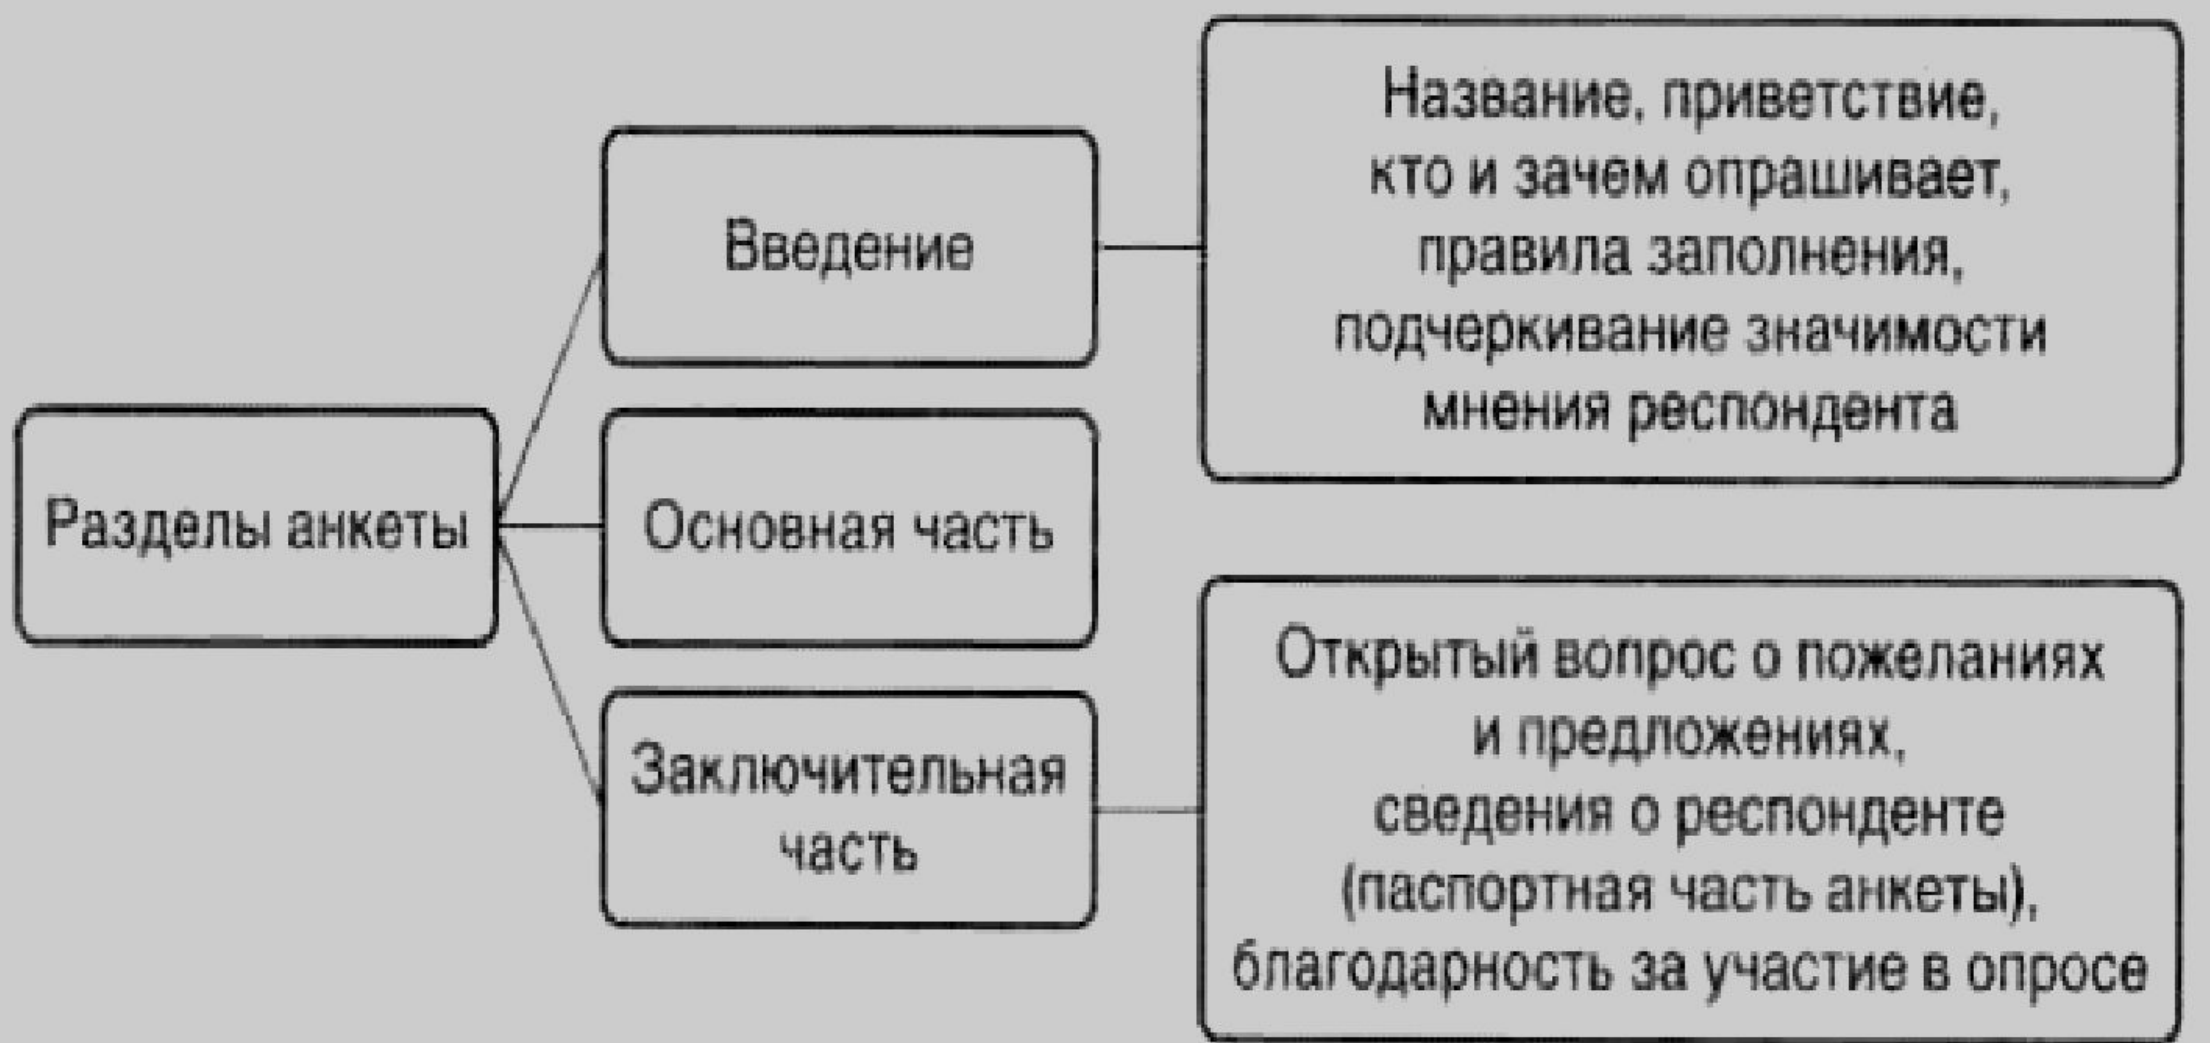 Разделы анкеты
Введение
Название, приветствие,
кто и зачем опрашивает,
правила заполнения,
подчеркивание значимости
мнения респондента
Основная часть
Заключительная
часть
Открытый вопрос о пожеланиях
и предложениях,
сведения о респонденте
(паспортная часть анкеты),
благодарность за участие в опросе